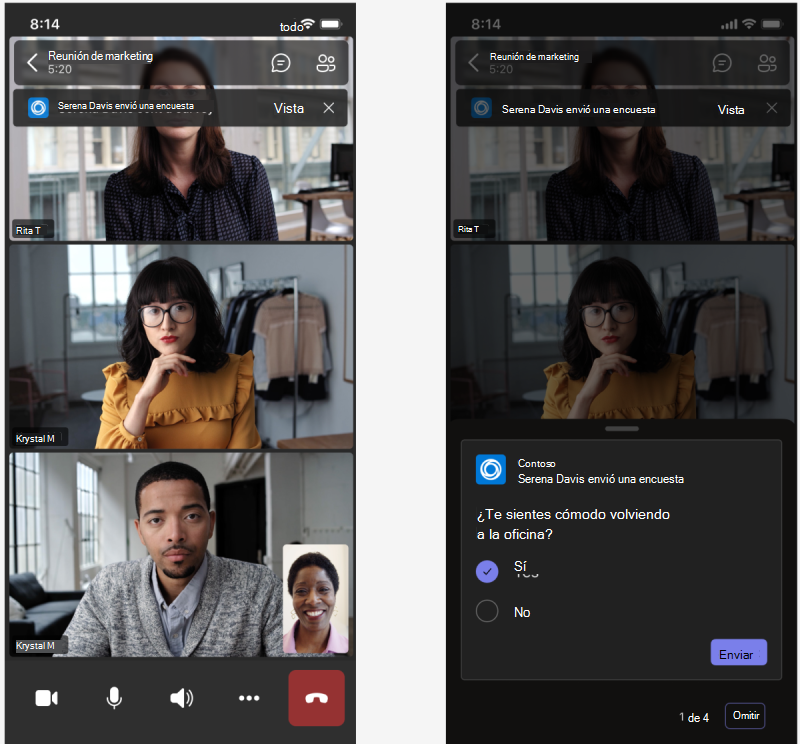 8:14
todo
Reunión de marketing
5:20
Serena Davis envió una encuesta
Vista
Rita T
Krystal M
Krystal M
8:14
Reunión de marketing
5:20
Serena Davis envió una encuesta
Vista
Rita T
Contoso
Serena Davis envió una encuesta
¿Te sientes cómodo volviendo
a la oficina?
Sí
No
Enviar
1 de 4
Omitir